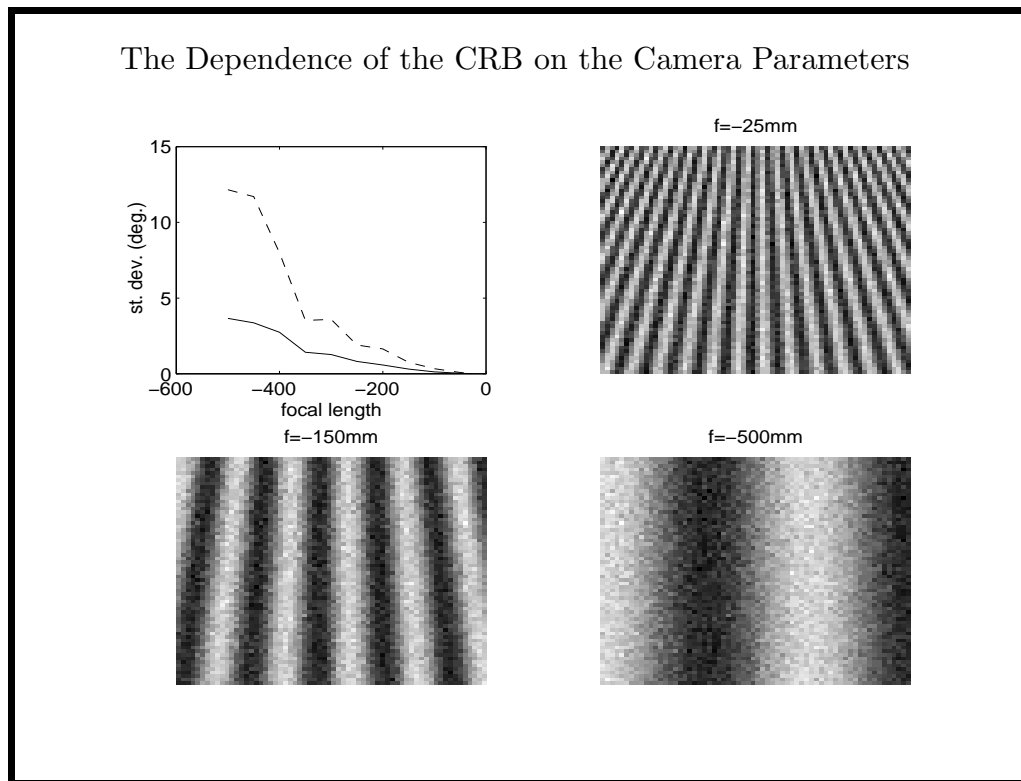 The Dependence of the CRB on the Camera Parameters
15
10
5
0
−600
−400
−200
0
st. dev. (deg.)
focal length
f=−25mm
f=−150mm
f=−500mm